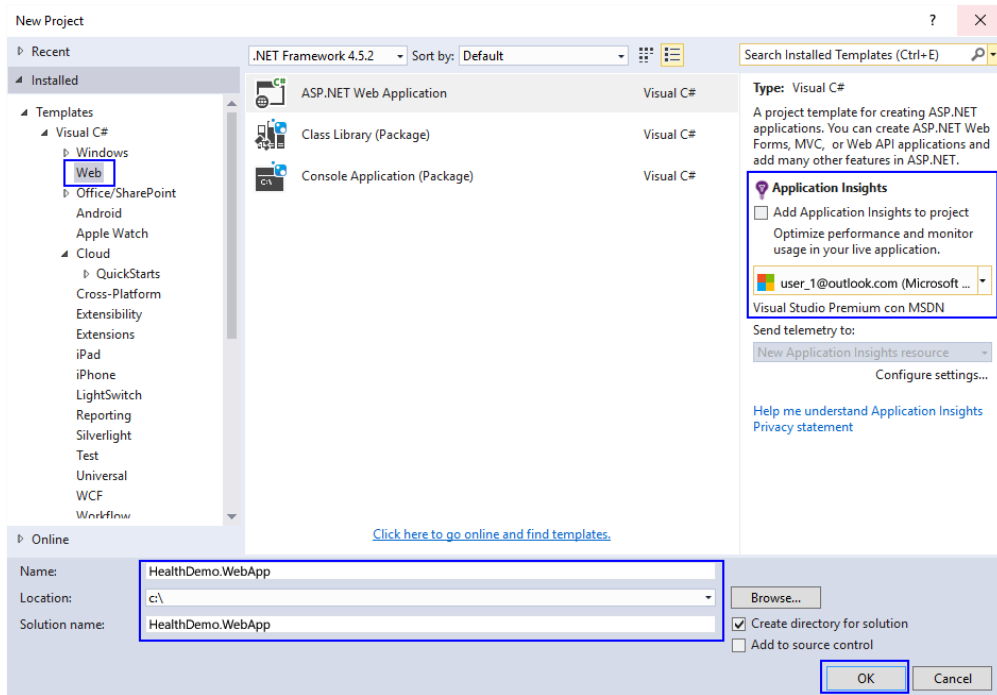 New Project
?
Recent
Installed
Templates
Visual C#
Windows
Web
Office/SharePoint
Android
Apple Watch
Cloud
QuickStarts
Cross-Platform
Extensibility
Extensions
iPad
iPhone
LightSwitch
Reporting
Silverlight
Test
Universal
WCF
Workflow
Online
.NET Framework 4.5.2
Sort by: Default
C#
ASP.NET Web Application
Visual C#
Class Library (Package)
Visual C#
C:\
Console Application (Package)
Visual C#
Click here to go online and find templates.
Search Installed Templates (Ctrl+E)
Type: Visual C#
A project template for creating ASP.NET
applications. You can create ASP.NET Web
Forms, MVC, or Web API applications and
add many other features in ASP.NET.
Application Insights
Add Application Insights to project
Optimize performance and monitor
usage in your live application.
user_1@outlook.com (Microsoft ...
Visual Studio Premium con MSDN
Send telemetry to:
New Application Insights resource
Configure settings...
Help me understand Application Insights
Privacy statement
Name: HealthDemo.WebApp
Location: c:\
Browse...
Solution name: HealthDemo.WebApp
Create directory for solution
Add to source control
OK
Cancel